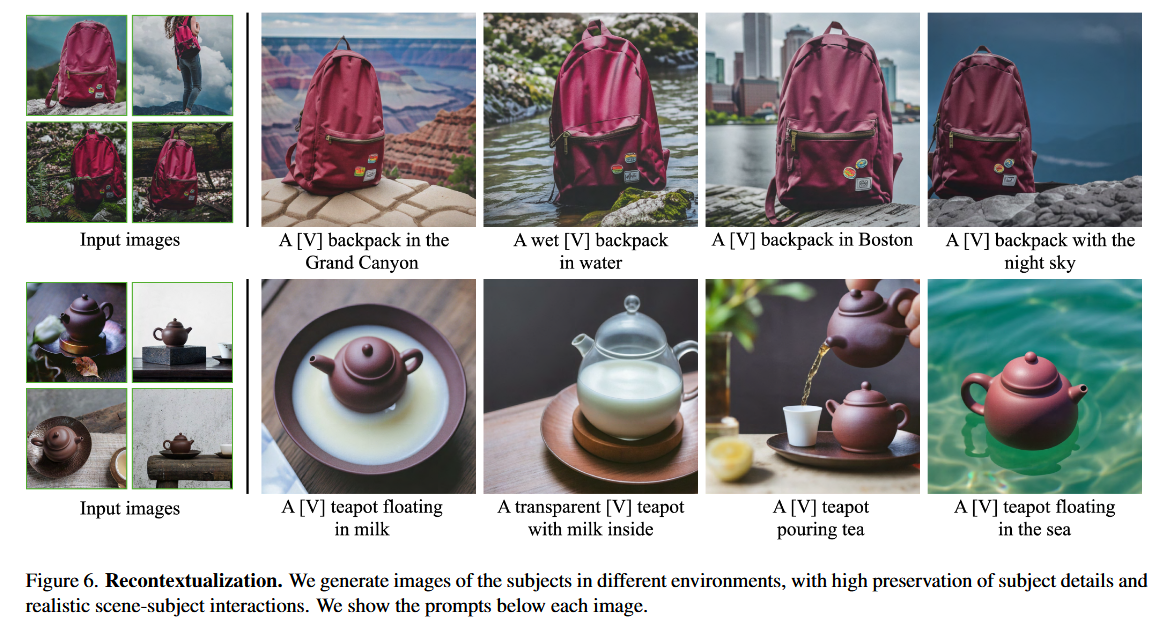 Input images
A [V] backpack in the
Grand Canyon
A wet [V] backpack
in water
A [V] backpack in Boston
A [V] backpack with the
night sky
Input images
A [V] teapot floating
in milk
A transparent [V] teapot
with milk inside
A [V] teapot
pouring tea
A [V] teapot floating
in the sea
Figure 6. Recontextualization. We generate images of the subjects in different environments, with high preservation of subject details and
realistic scene-subject interactions. We show the prompts below each image.